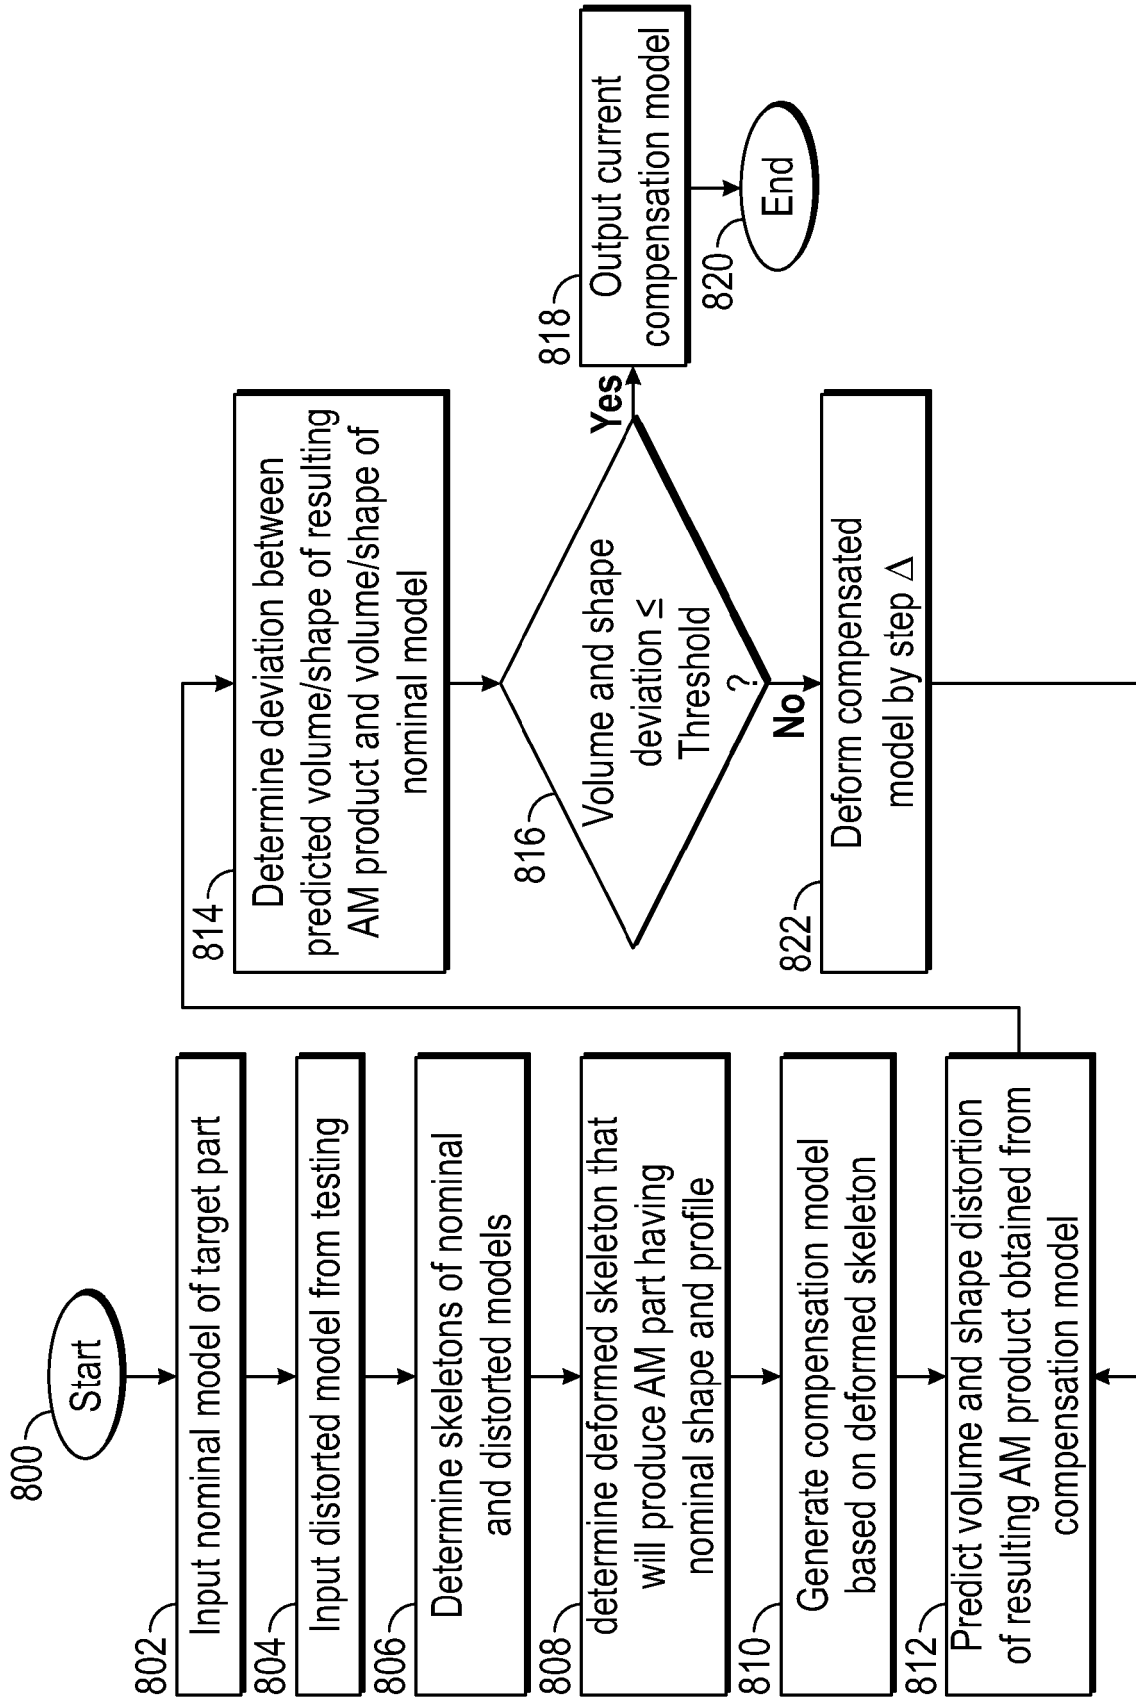 800
Start
802
Input nominal model of target part
804
Input distorted model from testing
806
Determine skeletons of nominal
and distorted models
808
determine deformed skeleton that
will produce AM part having
nominal shape and profile
810
Generate compensation model
based on deformed skeleton
812
Predict volume and shape distortion
of resulting AM product obtained from
compensation model
814
Determine deviation between
predicted volume/shape of resulting
AM product and volume/shape of
nominal model
816
Volume and shape
deviation ≤
Threshold
?
Yes
No
818
Output current
compensation model
820
End
822
Deform compensated
model by step Δ